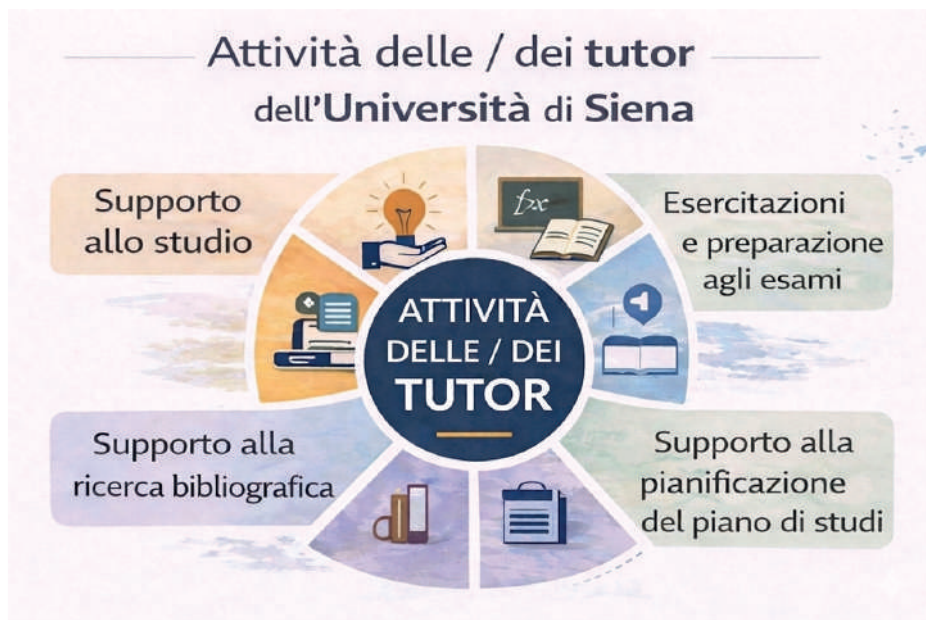 Attività delle / dei tutor
dell'Università di Siena
Supporto
allo studio
fxc
Esercitazioni
e preparazione
agli esami
ATTIVITÀ
DELLE / DEI
TUTOR
Supporto alla
ricerca bibliografica
Supporto alla
pianificazione
del piano di studi